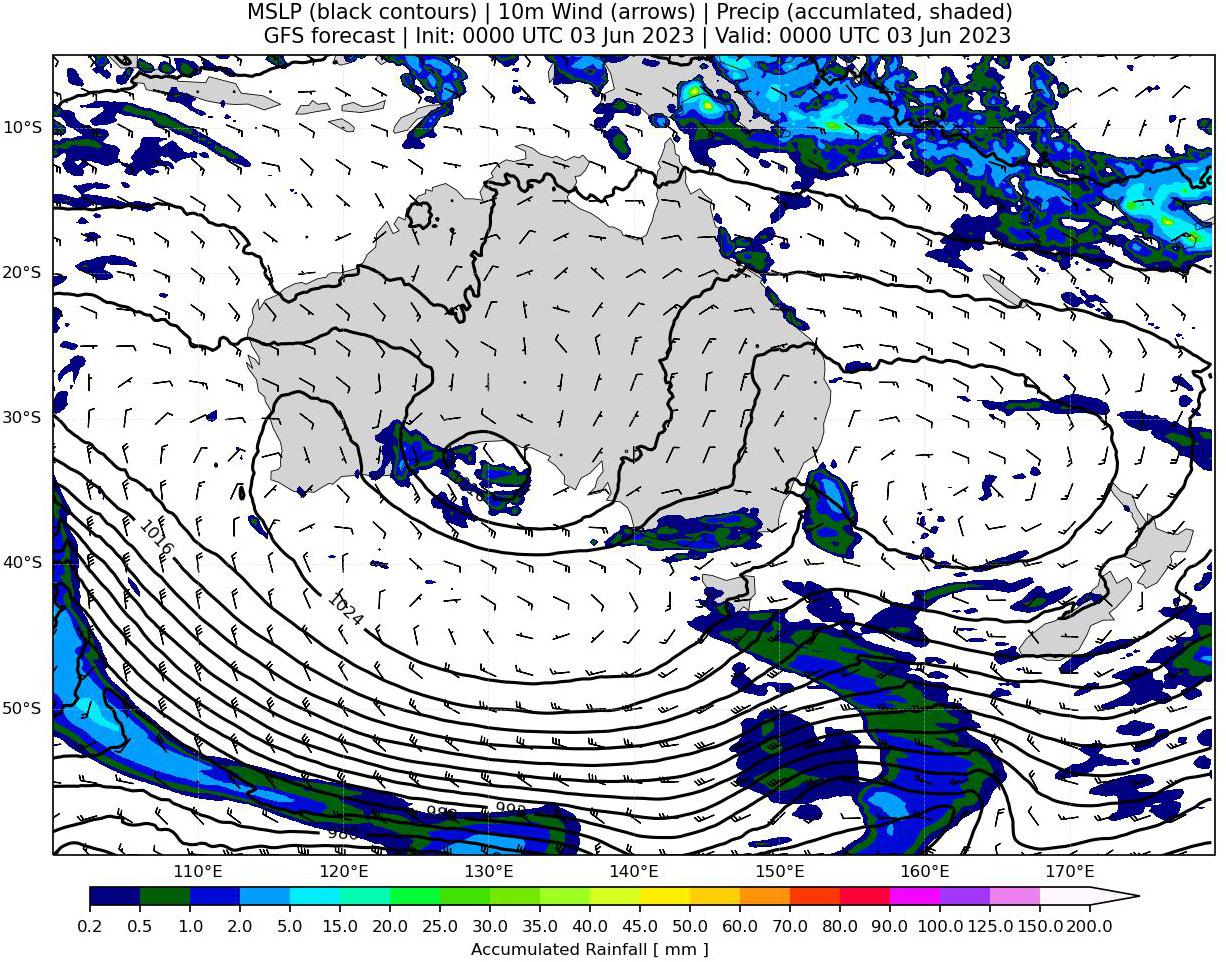 MSLP (black contours) | 10m Wind (arrows) | Precip (accumlated, shaded)
GFS forecast | Init: 0000 UTC 03 Jun 2023 | Valid: 0000 UTC 03 Jun 2023
10°S
20°S
30°S
40°S
50°S
1016
1024
988
992
980
110°E 120°E 130°E 140°E 150°E 160°E 170°E
0.2 0.5 1.0 2.0 5.0 10.0 15.0 20.0 25.0 30.0 35.0 40.0 45.0 50.0 60.0 70.0 80.0 90.0 100.0 125.0 150.0 200.0
Accumulated Rainfall [ mm ]